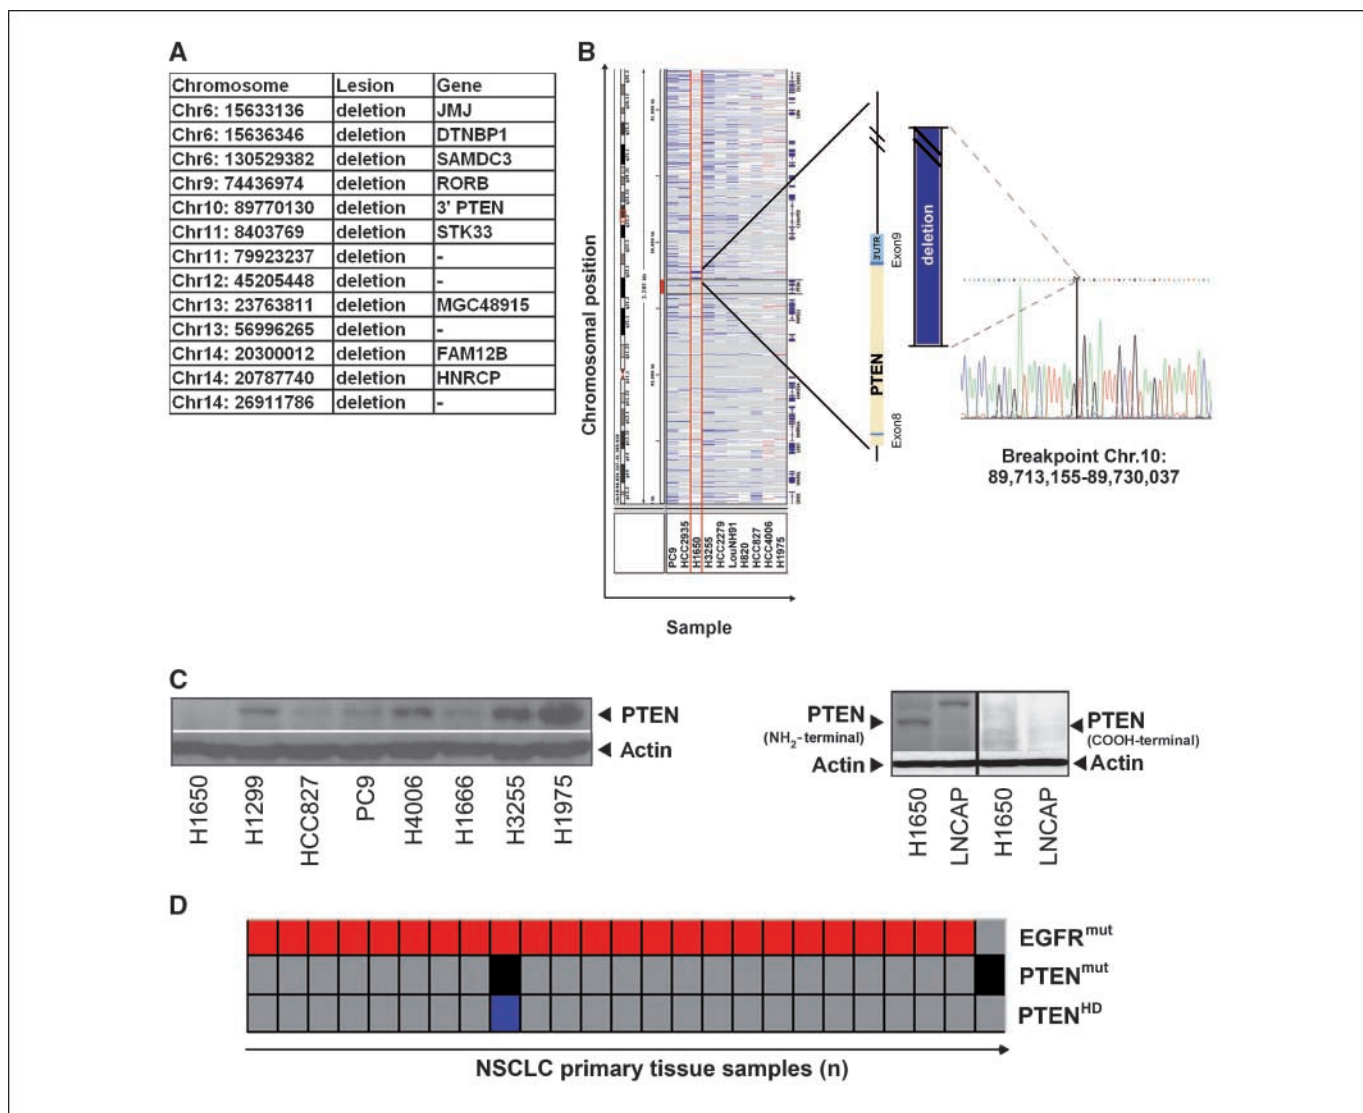 A
Chromosome Lesion Gene
Chr6: 15633136 deletion JMJ
Chr6: 15636346 deletion DTNBP1
Chr6: 130529382 deletion SAMDC3
Chr9: 74436974 deletion RORB
Chr10: 89770130 deletion 3' PTEN
Chr11: 8403769 deletion STK33
Chr11: 79923237 deletion -
Chr12: 45205448 deletion -
Chr13: 23763811 deletion MGC48915
Chr13: 56996265 deletion -
Chr14: 20300012 deletion FAM12B
Chr14: 20787740 deletion HNRCP
Chr14: 26911786 deletion -
B
Chromosomal position
PC9
HCC2935
H1650
H3255
HCC2279
LouNH91
H820
HCC827
HCC4006
H1975
Sample
3'UTR
Exon9
PTEN
Exon8
deletion
Breakpoint Chr.10:
89,713,155-89,730,037
C
PTEN
Actin
H1650
H1299
HCC827
PC9
H4006
H1666
H3255
H1975
PTEN
(NH2-terminal)
Actin
PTEN
(COOH-terminal)
Actin
H1650
LNCAP
H1650
LNCAP
D
EGFRmut
PTENmut
PTENHD
NSCLC primary tissue samples (n)